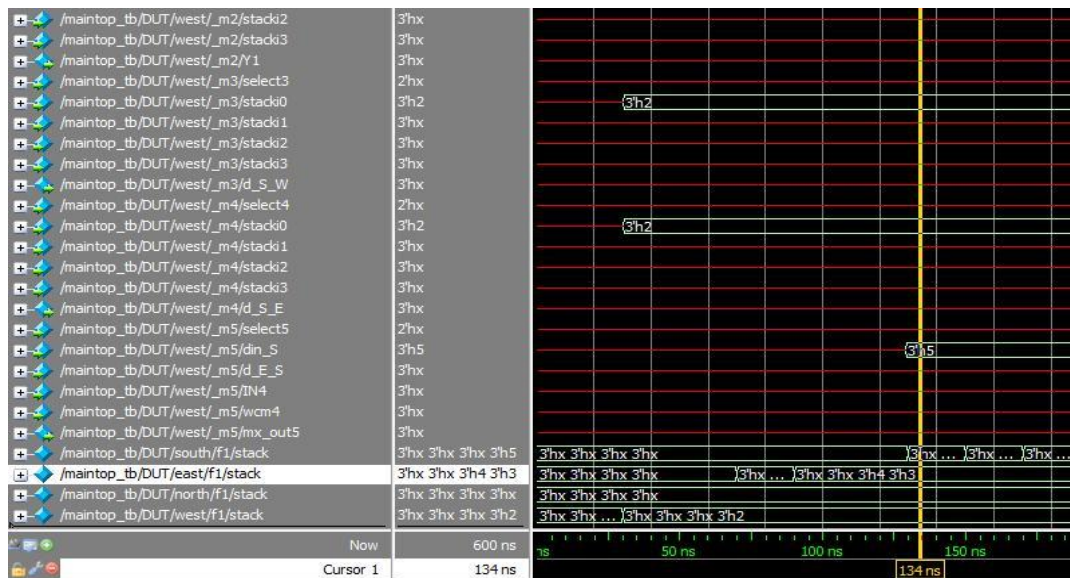 /maintop_tb/DUT/west/_m2/stacki2 3'hx
/maintop_tb/DUT/west/_m2/stacki3 3'hx
/maintop_tb/DUT/west/_m2/Y1 3'hx
/maintop_tb/DUT/west/_m3/select3 2'hx
/maintop_tb/DUT/west/_m3/stacki0 3'h2 3'h2
/maintop_tb/DUT/west/_m3/stacki1 3'hx
/maintop_tb/DUT/west/_m3/stacki2 3'hx
/maintop_tb/DUT/west/_m3/stacki3 3'hx
/maintop_tb/DUT/west/_m3/d_S_W 3'hx
/maintop_tb/DUT/west/_m4/select4 2'hx
/maintop_tb/DUT/west/_m4/stacki0 3'h2 3'h2
/maintop_tb/DUT/west/_m4/stacki1 3'hx
/maintop_tb/DUT/west/_m4/stacki2 3'hx
/maintop_tb/DUT/west/_m4/stacki3 3'hx
/maintop_tb/DUT/west/_m4/d_S_E 3'hx
/maintop_tb/DUT/west/_m5/select5 2'hx
/maintop_tb/DUT/west/_m5/din_S 3'h5 3'h5
/maintop_tb/DUT/west/_m5/d_E_S 3'hx
/maintop_tb/DUT/west/_m5/IN4 3'hx
/maintop_tb/DUT/west/_m5/wcm4 3'hx
/maintop_tb/DUT/west/_m5/mx_out5 3'hx
/maintop_tb/DUT/south/f1/stack 3'hx 3'hx 3'hx 3'h5 3'hx 3'hx 3'hx 3'hx 3'hx ... 3'hx ... 3'hx ...
/maintop_tb/DUT/east/f1/stack 3'hx 3'hx 3'h4 3'h3 3'hx 3'hx 3'hx 3'hx 3'hx ... 3'hx 3'hx 3'h4 3'h3
/maintop_tb/DUT/north/f1/stack 3'hx 3'hx 3'hx 3'hx 3'hx 3'hx 3'hx 3'hx
/maintop_tb/DUT/west/f1/stack 3'hx 3'hx 3'hx 3'h2 3'hx 3'hx ... 3'hx 3'hx 3'hx 3'h2
Now 600 ns ns 50 ns 100 ns 150 ns
Cursor 1 134 ns 134 ns